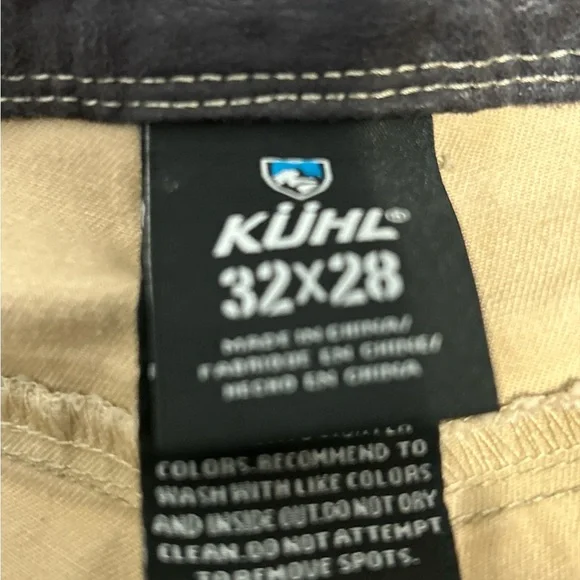 KÜHL®
32X28
MADE IN CHINA/
FABRIQUE EN CHINE/
HECHO EN CHINA
COLORS-RECOMMEND TO
WASH WITH LIKE COLORS
AND INSIDE OUT.DO NOT DRY
CLEAN.DO NOT ATTEMPT
TO REMOVE SPOTS.